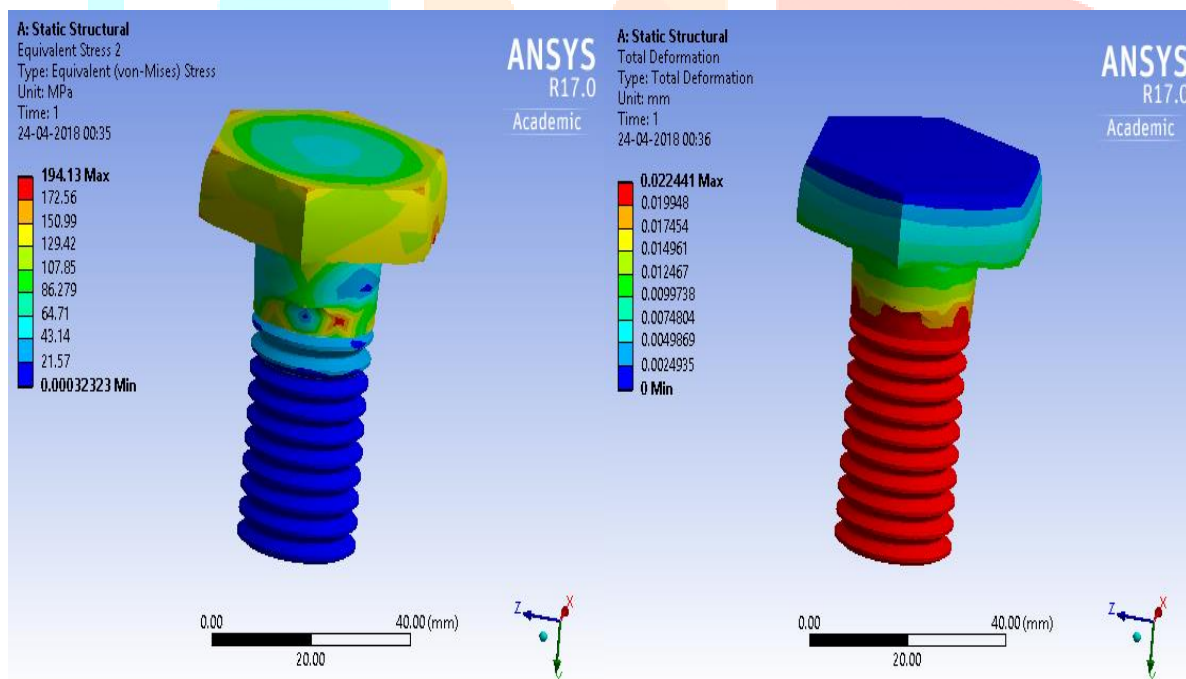 A: Static Structural
Equivalent Stress 2
Type: Equivalent (von-Mises) Stress
Unit: MPa
Time: 1
24-04-2018 00:35
ANSYS
R17.0
Academic
194.13 Max
172.56
150.99
129.42
107.85
86.279
64.71
43.14
21.57
0.00032323 Min
0.00
40.00 (mm)
20.00
Z
X
A: Static Structural
Total Deformation
Type: Total Deformation
Unit: mm
Time: 1
24-04-2018 00:36
ANSYS
R17.0
Academic
0.022441 Max
0.019948
0.017454
0.014961
0.012467
0.0099738
0.0074804
0.0049869
0.0024935
0 Min
0.00
40.00 (mm)
20.00
Z
X